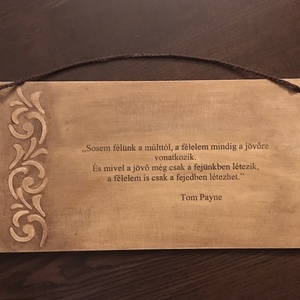 „Sosem félünk a múlttól, a félelem mindig a jövőre
vonatkozik.
És mivel a jövő még csak a fejünkben létezik,
a félelem is csak a fejedben létezhet.”
Tom Payne